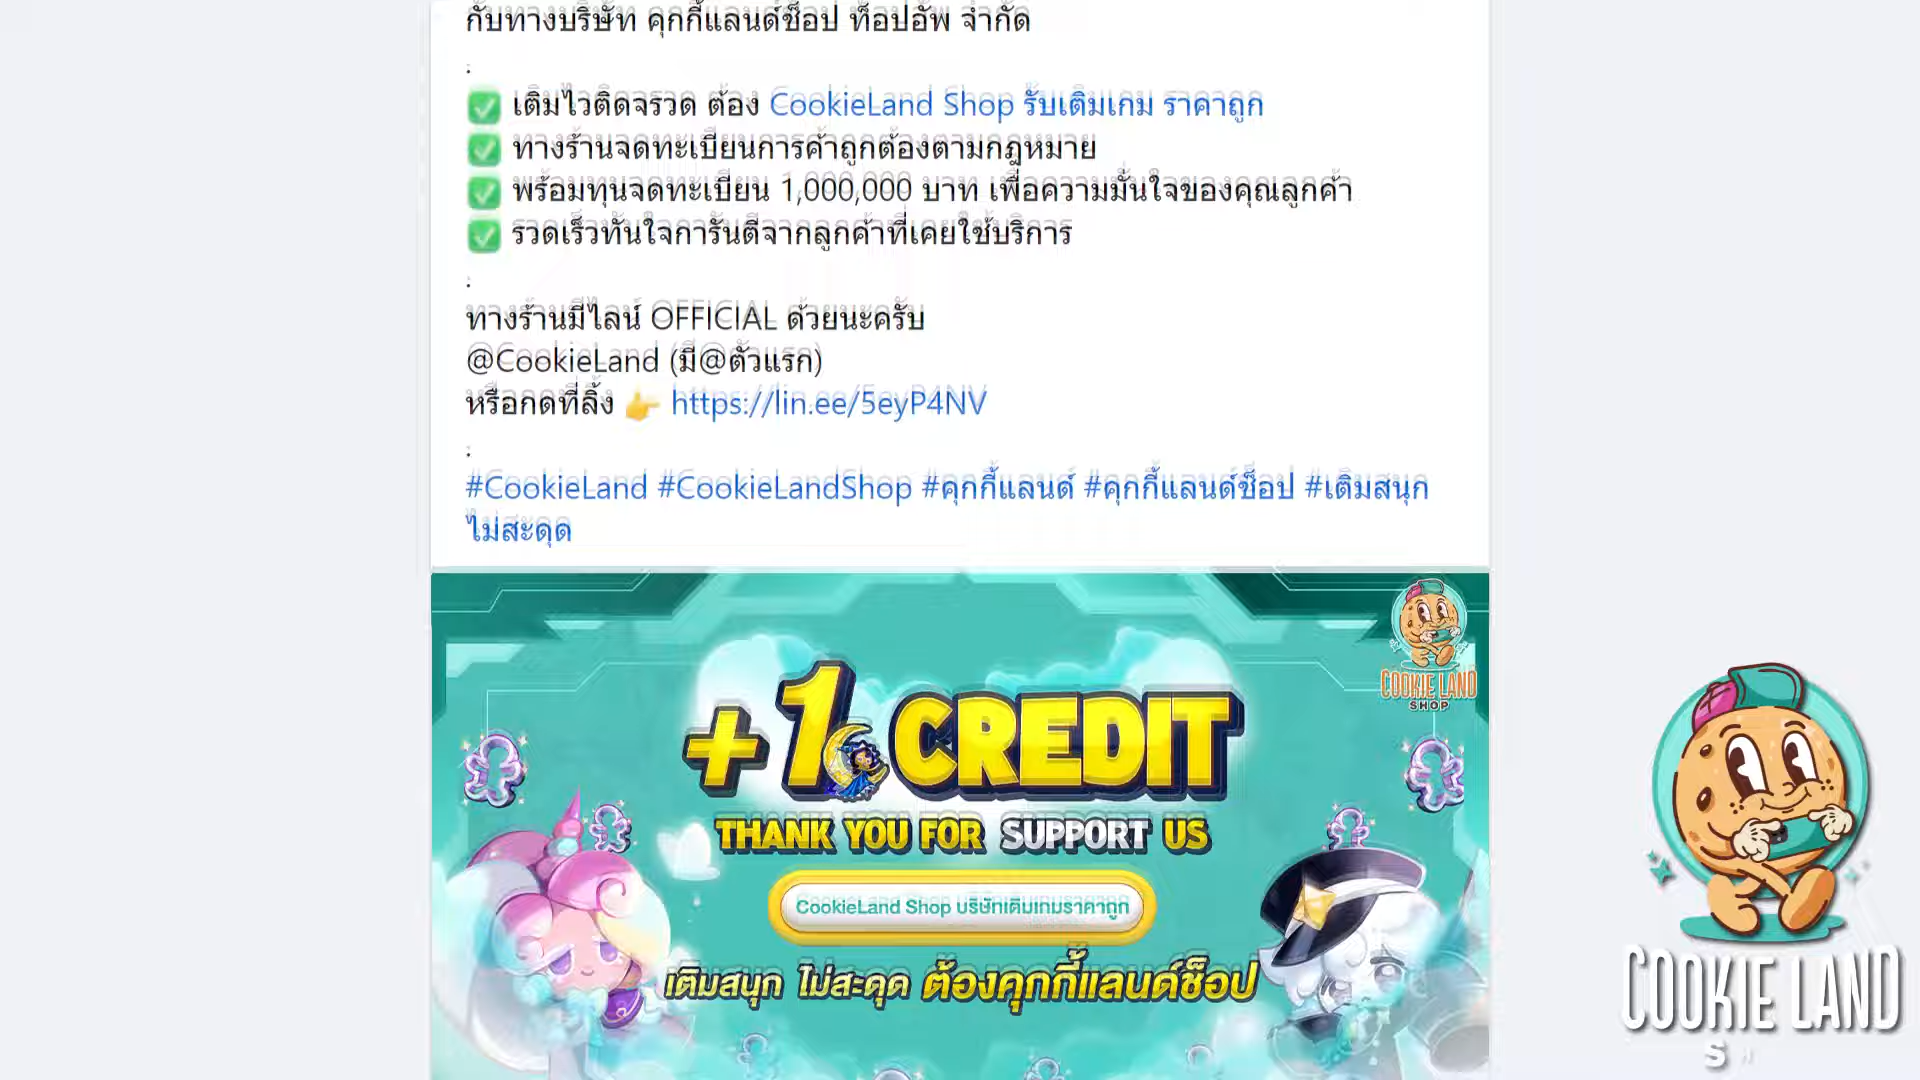 กับทางบริษัท คุกกี้แลนด์ช็อป ท็อปอัพ จำกัด
.
✅ เติมไวติดจรวด ต้อง CookieLand Shop รับเติมเกม ราคาถูก
✅ ทางร้านจดทะเบียนการค้าถูกต้องตามกฎหมาย
✅ พร้อมทุนจดทะเบียน 1,000,000 บาท เพื่อความมั่นใจของคุณลูกค้า
✅ รวดเร็วทันใจการันตีจากลูกค้าที่เคยใช้บริการ
.
ทางร้านมีไลน์ OFFICIAL ด้วยนะครับ
@CookieLand (มี@ตัวแรก)
หรือกดที่ลิ้ง 👉 https://lin.ee/5eyP4NV
.
#CookieLand #CookieLandShop #คุกกี้แลนด์ #คุกกี้แลนด์ช็อป #เติมสนุก
ไม่สะดุด
COOKIE LAND
SHOP
+1 CREDIT
THANK YOU FOR SUPPORT US
CookieLand Shop บริษัทเติมเกมราคาถูก
เติมสนุก ไม่สะดุด ต้องคุกกี้แลนด์ช็อป
COOKIE LAND
S H